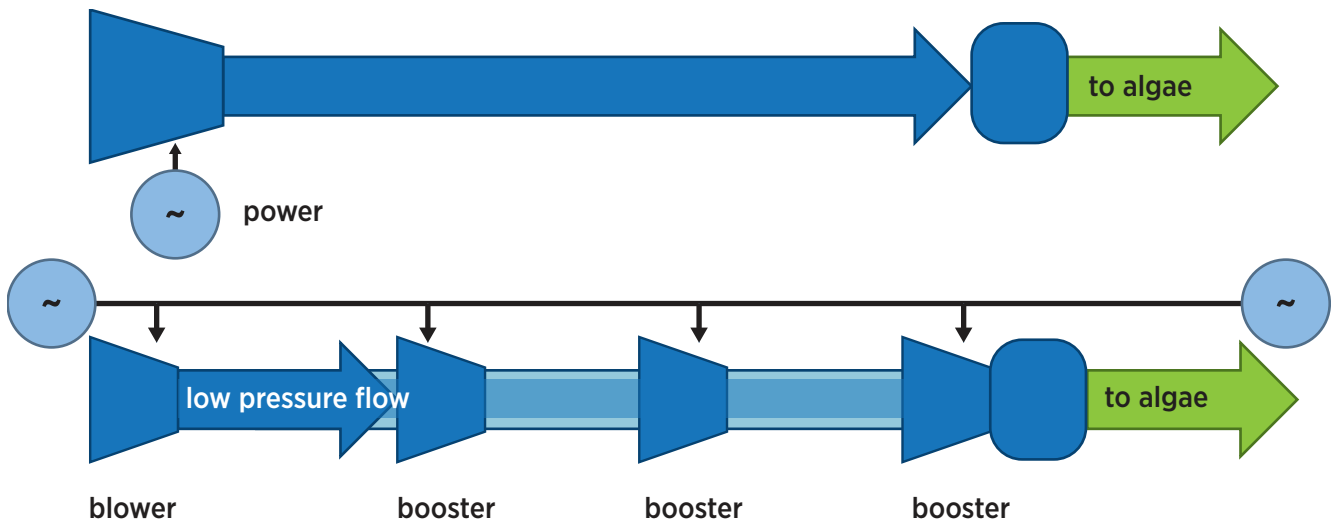 to algae
~
power
~
~
low pressure flow
to algae
blower
booster
booster
booster